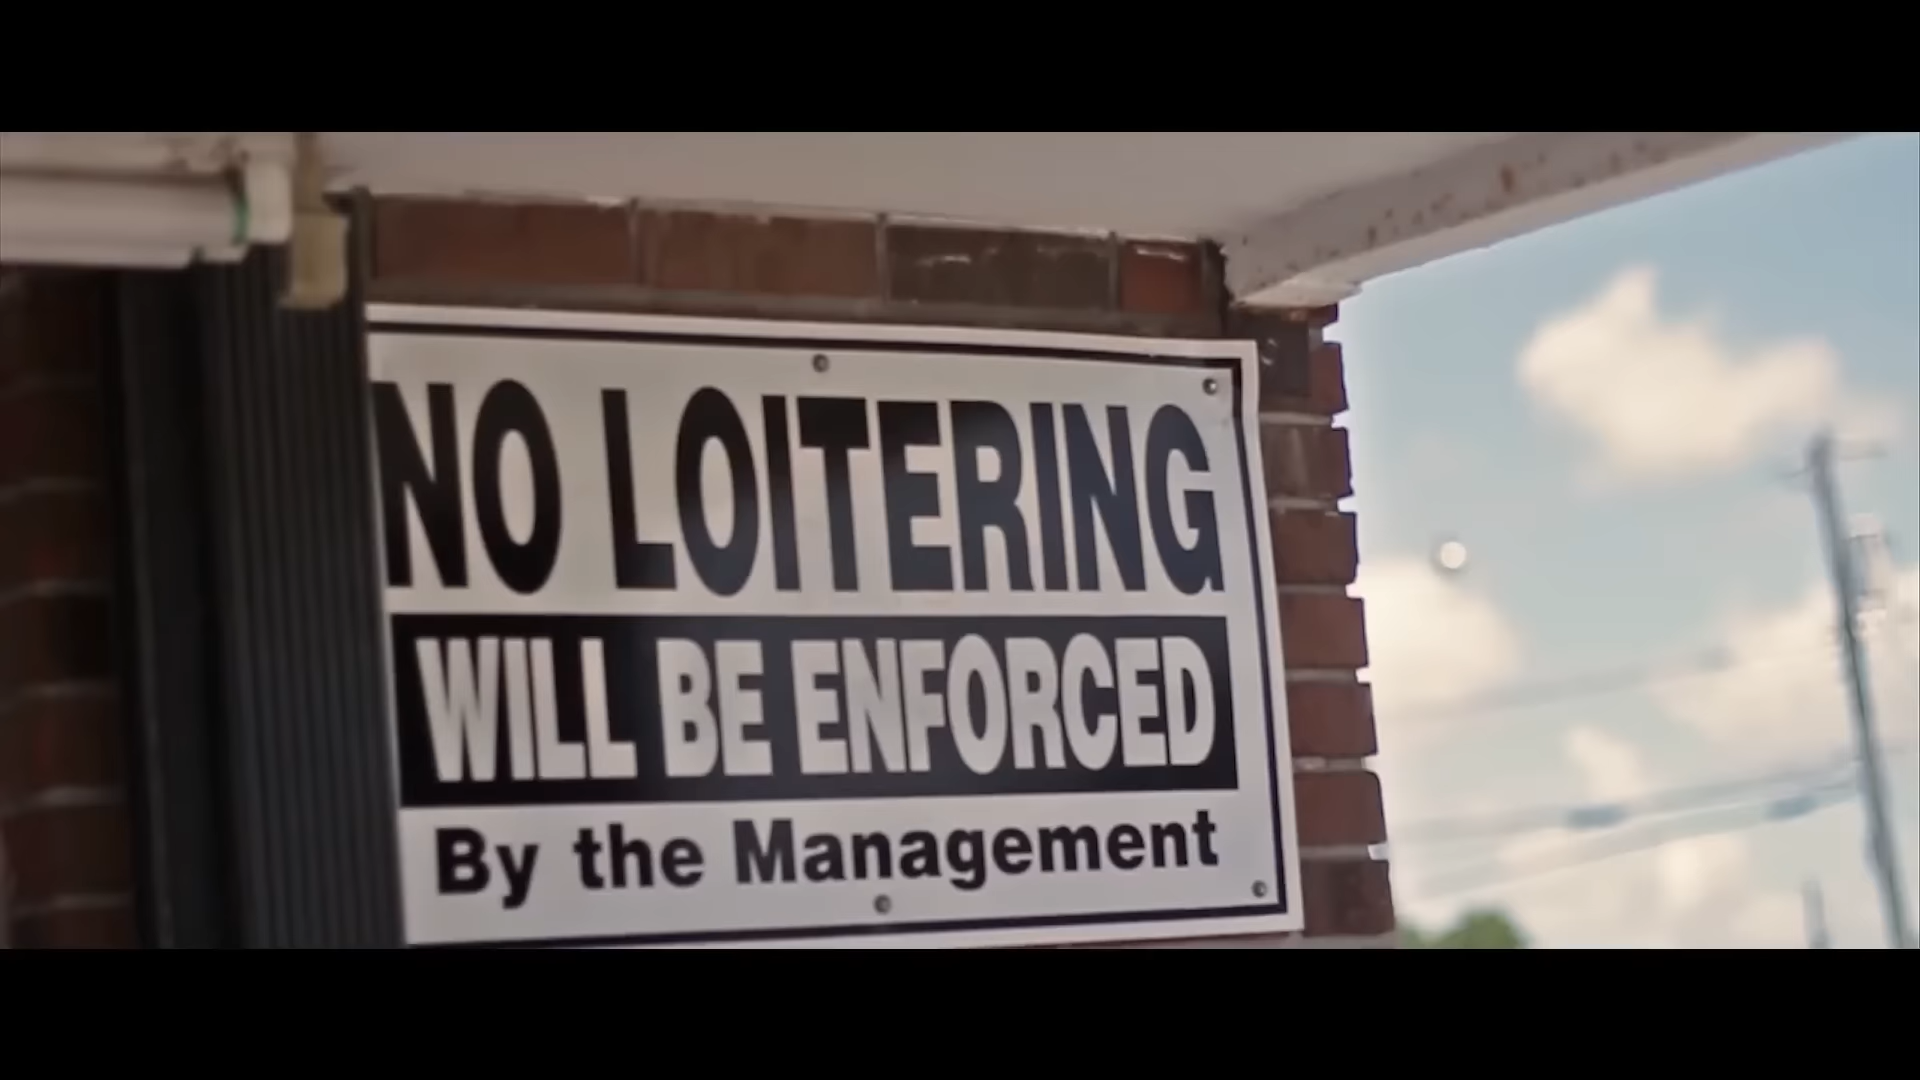 NO LOITERING
WILL BE ENFORCED
By the Management